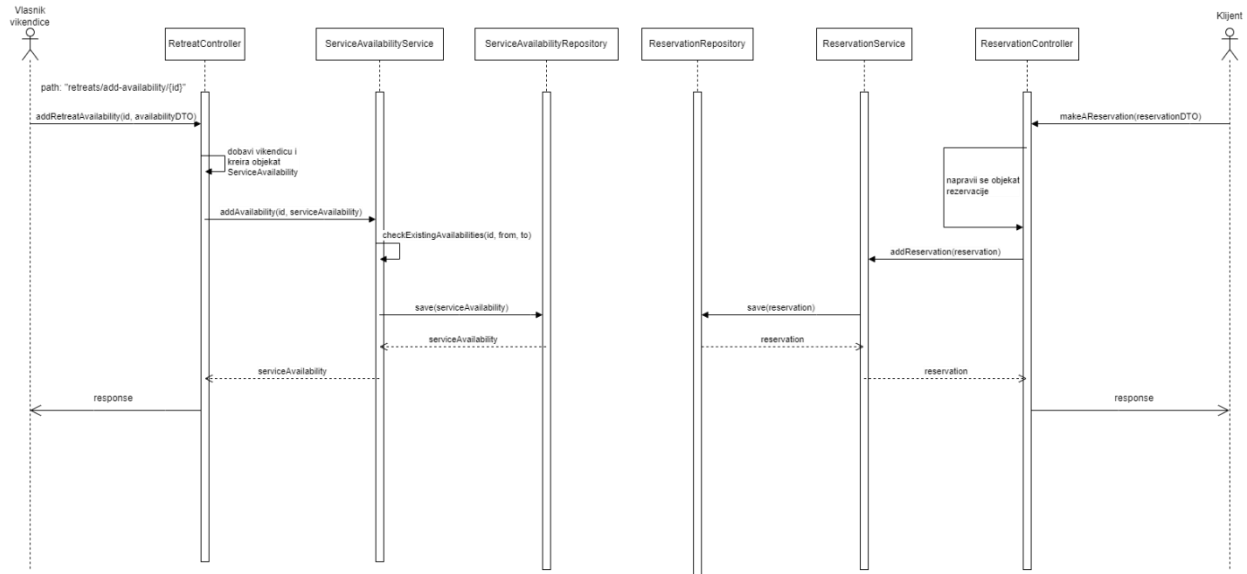 Vlasnik
vikendice
Klijent
RetreatController
ServiceAvailabilityService
ServiceAvailabilityRepository
ReservationRepository
ReservationService
ReservationController
path: "retreats/add-availability/{id}"
addRetreatAvailability(id, availabilityDTO)
makeAReservation(reservationDTO)
dobavi vikendicu i
kreira objekat
ServiceAvailability
napravii se objekat
rezervacije
addAvailability(id, serviceAvailability)
checkExistingAvailabilities(id, from, to)
addReservation(reservation)
save(serviceAvailability)
save(reservation)
serviceAvailability
reservation
serviceAvailability
reservation
response
response